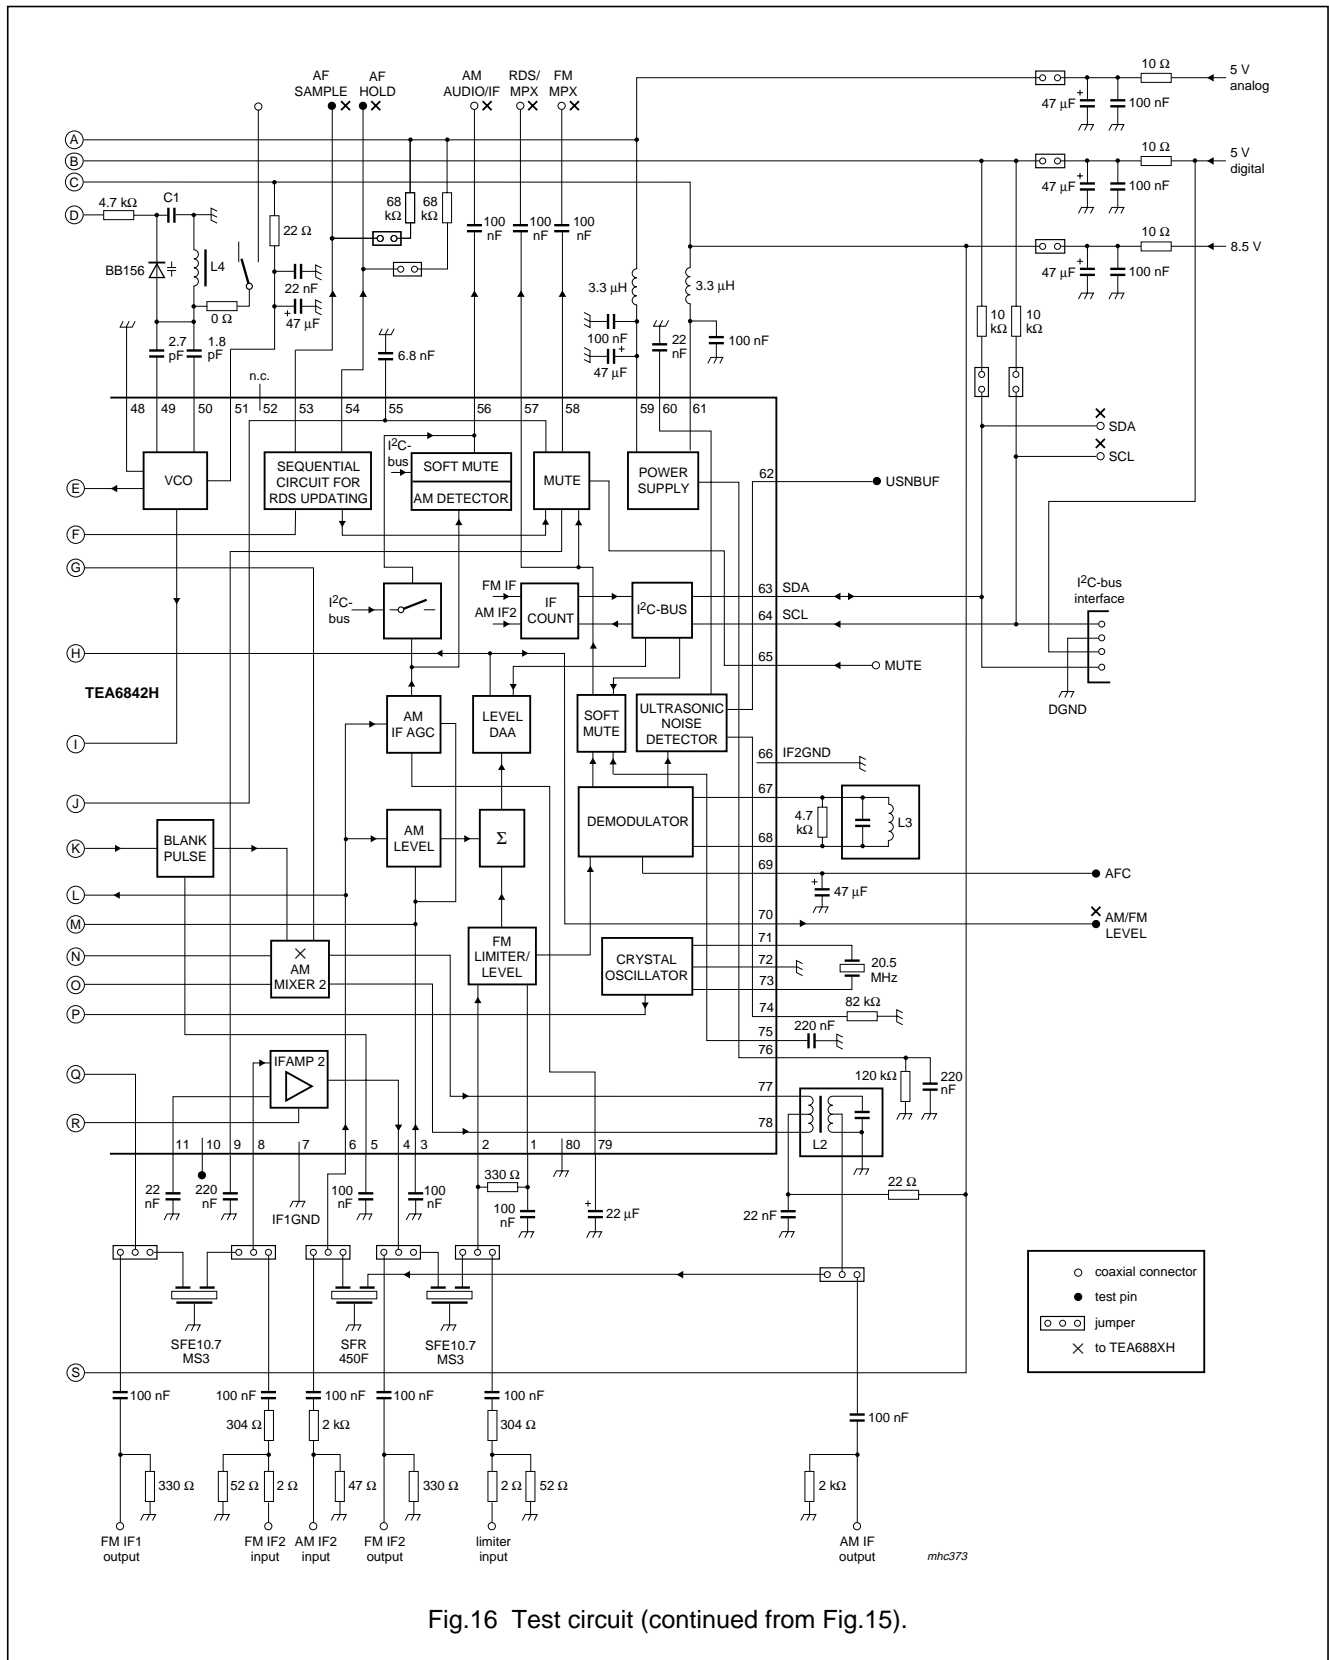 AF
SAMPLE
AF
HOLD
AM
AUDIO/IF
RDS/
MPX
FM
MPX
10 Ω
5 V
analog
47 μF
100 nF
A
B
C
D
10 Ω
5 V
digital
47 μF
100 nF
10 Ω
8.5 V
47 μF
100 nF
4.7 kΩ
C1
22 Ω
68
kΩ
68
kΩ
100
nF
100
nF
100
nF
BB156
L4
22 nF
47 μF
0 Ω
3.3 μH
3.3 μH
10
kΩ
10
kΩ
2.7
pF
1.8
pF
6.8 nF
100 nF
47 μF
22
nF
100 nF
n.c.
48
49
50
51
52
53
54
55
56
57
58
59
60
61
SDA
SCL
E
VCO
SEQUENTIAL
CIRCUIT FOR
RDS UPDATING
I2C-
bus
SOFT MUTE
AM DETECTOR
MUTE
POWER
SUPPLY
62
USNBUF
F
G
I2C-
bus
FM IF
AM IF2
IF
COUNT
I2C-BUS
63
SDA
64
SCL
I2C-bus
interface
H
65
MUTE
DGND
TEA6842H
I
AM
IF AGC
LEVEL
DAA
SOFT
MUTE
ULTRASONIC
NOISE
DETECTOR
66
IF2GND
J
67
K
BLANK
PULSE
AM
LEVEL
Σ
DEMODULATOR
4.7
kΩ
L3
68
69
AFC
L
47 μF
M
70
AM/FM
LEVEL
N
AM
MIXER 2
FM
LIMITER/
LEVEL
CRYSTAL
OSCILLATOR
71
72
73
20.5
MHz
O
P
74
82 kΩ
75
220 nF
76
Q
IFAMP 2
120 kΩ
220
nF
77
R
78
L2
11
10
9
8
7
6
5
4
3
2
1
80
79
22
nF
220
nF
IF1GND
100
nF
100
nF
330 Ω
100
nF
22 μF
22 nF
22 Ω
SFE10.7
MS3
SFR
450F
SFE10.7
MS3
coaxial connector
test pin
jumper
to TEA688XH
S
100 nF
100 nF
100 nF
100 nF
100 nF
100 nF
304 Ω
2 kΩ
304 Ω
330 Ω
52 Ω
2 Ω
47 Ω
330 Ω
2 Ω
52 Ω
2 kΩ
FM IF1
output
FM IF2
input
AM IF2
input
FM IF2
output
limiter
input
AM IF
output
mhc373
Fig.16 Test circuit (continued from Fig.15).